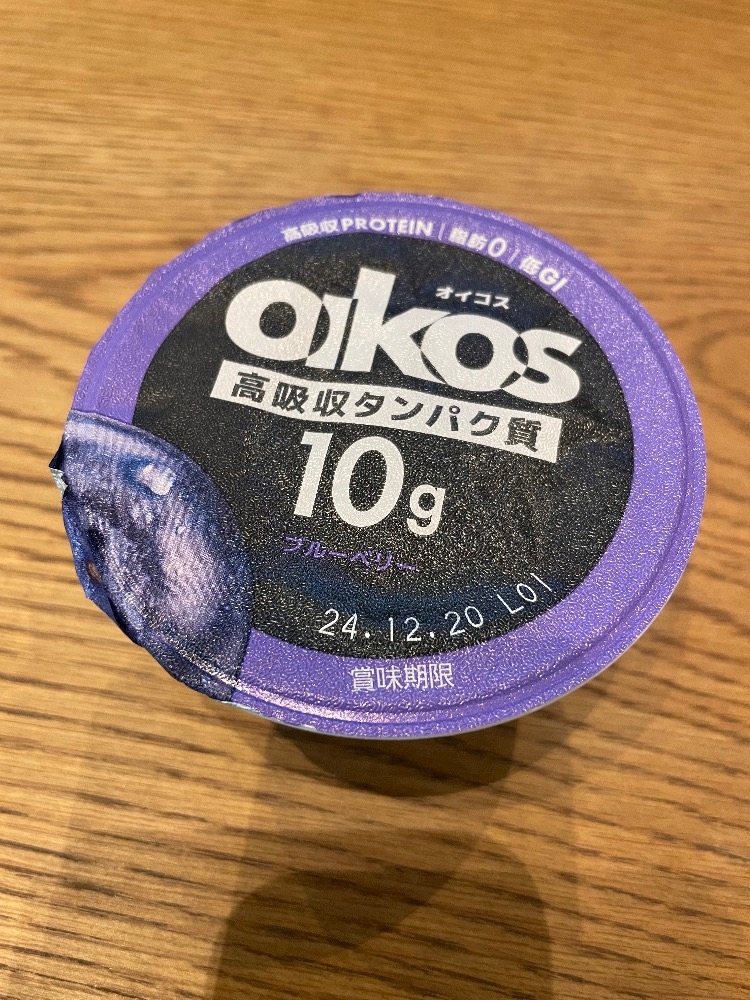 高吸収PROTEIN | 脂肪0 | 低GI
オイコス
oikos
高吸収タンパク質
10g
ブルーベリー
24.12.20 L01
賞味期限